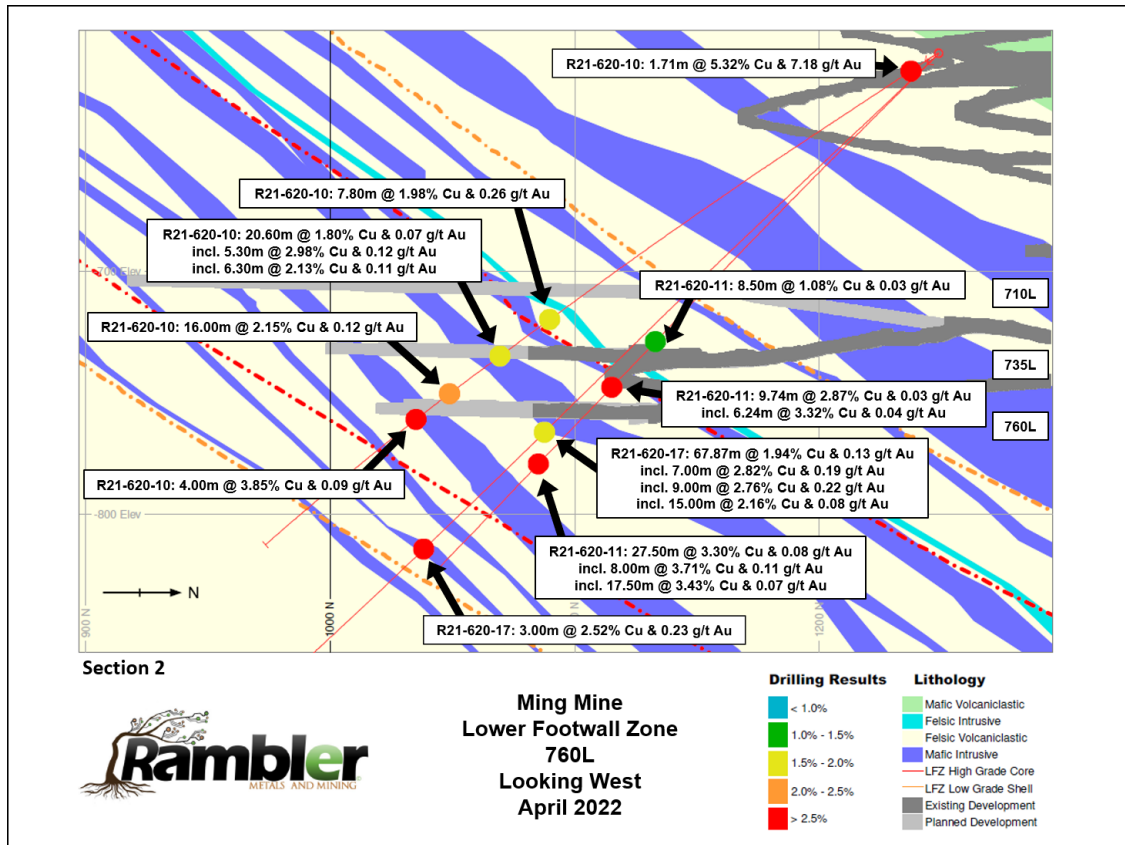 R21-620-10: 1.71m @ 5.32% Cu & 7.18 g/t Au
R21-620-10: 7.80m @ 1.98% Cu & 0.26 g/t Au
R21-620-10: 20.60m @ 1.80% Cu & 0.07 g/t Au
incl. 5.30m @ 2.98% Cu & 0.12 g/t Au
incl. 6.30m @ 2.13% Cu & 0.11 g/t Au
-700 Elev
R21-620-11: 8.50m @ 1.08% Cu & 0.03 g/t Au
710L
R21-620-10: 16.00m @ 2.15% Cu & 0.12 g/t Au
735L
R21-620-11: 9.74m @ 2.87% Cu & 0.03 g/t Au
incl. 6.24m @ 3.32% Cu & 0.04 g/t Au
760L
R21-620-17: 67.87m @ 1.94% Cu & 0.13 g/t Au
incl. 7.00m @ 2.82% Cu & 0.19 g/t Au
incl. 9.00m @ 2.76% Cu & 0.22 g/t Au
incl. 15.00m @ 2.16% Cu & 0.08 g/t Au
R21-620-10: 4.00m @ 3.85% Cu & 0.09 g/t Au
-800 Elev
R21-620-11: 27.50m @ 3.30% Cu & 0.08 g/t Au
incl. 8.00m @ 3.71% Cu & 0.11 g/t Au
incl. 17.50m @ 3.43% Cu & 0.07 g/t Au
N
900 N
1000 N
1200 N
R21-620-17: 3.00m @ 2.52% Cu & 0.23 g/t Au
Section 2
Rambler
METALS AND MINING
Ming Mine
Lower Footwall Zone
760L
Looking West
April 2022
Drilling Results
< 1.0%
1.0% - 1.5%
1.5% - 2.0%
2.0% - 2.5%
> 2.5%
Lithology
Mafic Volcaniclastic
Felsic Intrusive
Felsic Volcaniclastic
Mafic Intrusive
LFZ High Grade Core
LFZ Low Grade Shell
Existing Development
Planned Development